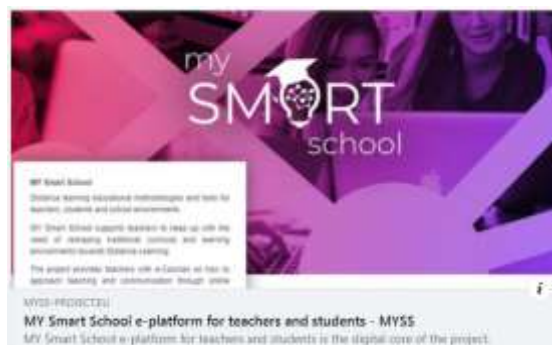 my
SMART
school
MY Smart School
Distance learning educational methodologies and tools for
teachers, students and school environments
MY Smart School supports teachers to keep up with the
need of reshaping traditional curricula and learning
environments towards Distance Learning.
The project provides teachers with e-Courses on how to
approach teaching and communication through online
i
MYSS-PROJECT.EU
MY Smart School e-platform for teachers and students - MYSS
MY Smart School e-platform for teachers and students is the digital core of the project.